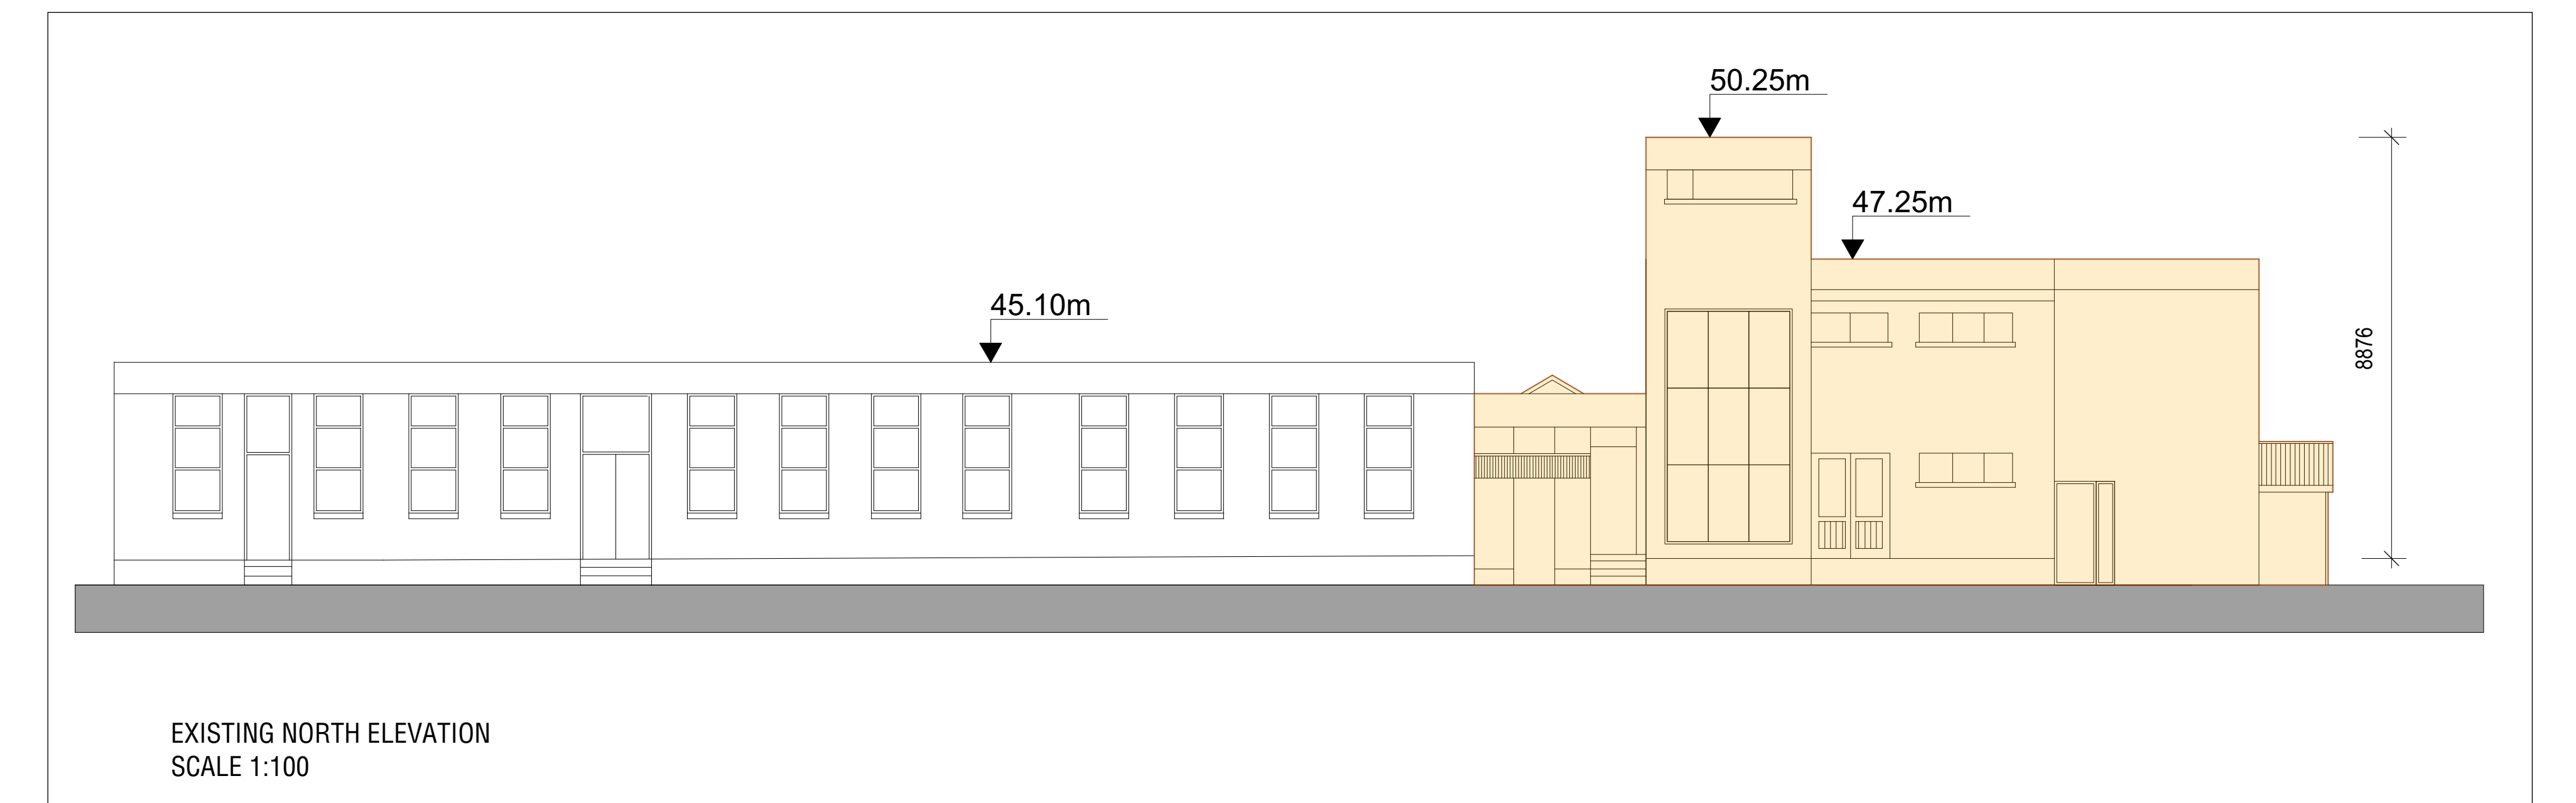 50.25m
47.25m
45.10m
8876
EXISTING NORTH ELEVATION
SCALE 1:100